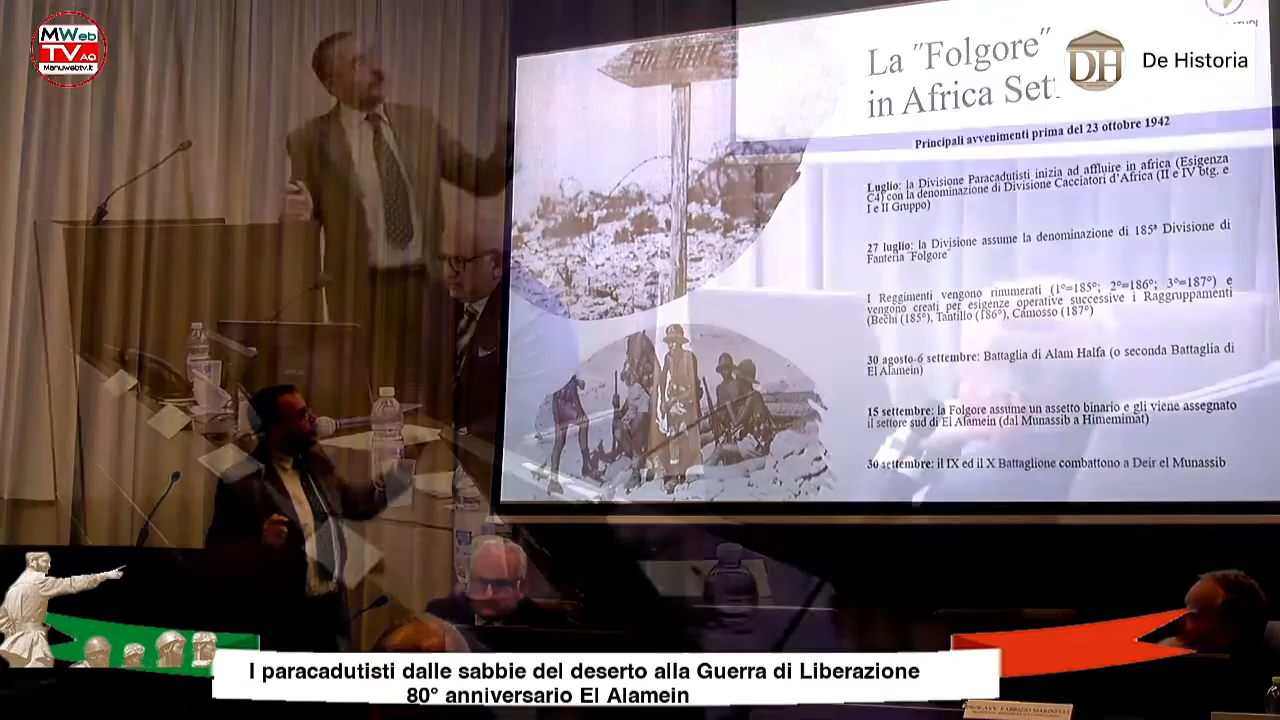 MWeb
TV AQ
Manuwebtv.it
FOLGORE
La "Folgore"
in Africa Set
DH
De Historia
Principali avvenimenti prima del 23 ottobre 1942
Luglio: la Divisione Paracadutisti inizia ad affluire in africa (Esigenza
C4) con la denominazione di Divisione Cacciatori d'Africa (II e IV btg. e
I e II Gruppo)
27 luglio: la Divisione assume la denominazione di 185ª Divisione di
Fanteria "Folgore"
I Reggimenti vengono rinumerati (1°=185°; 2°=186°; 3°=187°) e
vengono creati per esigenze operative successive i Raggruppamenti
(Bechi (185°), Tantillo (186°), Camosso (187°)
30 agosto-6 settembre: Battaglia di Alam Halfa (o seconda Battaglia di
El Alamein)
15 settembre: la Folgore assume un assetto binario e gli viene assegnato
il settore sud di El Alamein (dal Munassib a Himemimat)
30 settembre: il IX ed il X Battaglione combattono a Deir el Munassib
I paracadutisti dalle sabbie del deserto alla Guerra di Liberazione
80° anniversario El Alamein